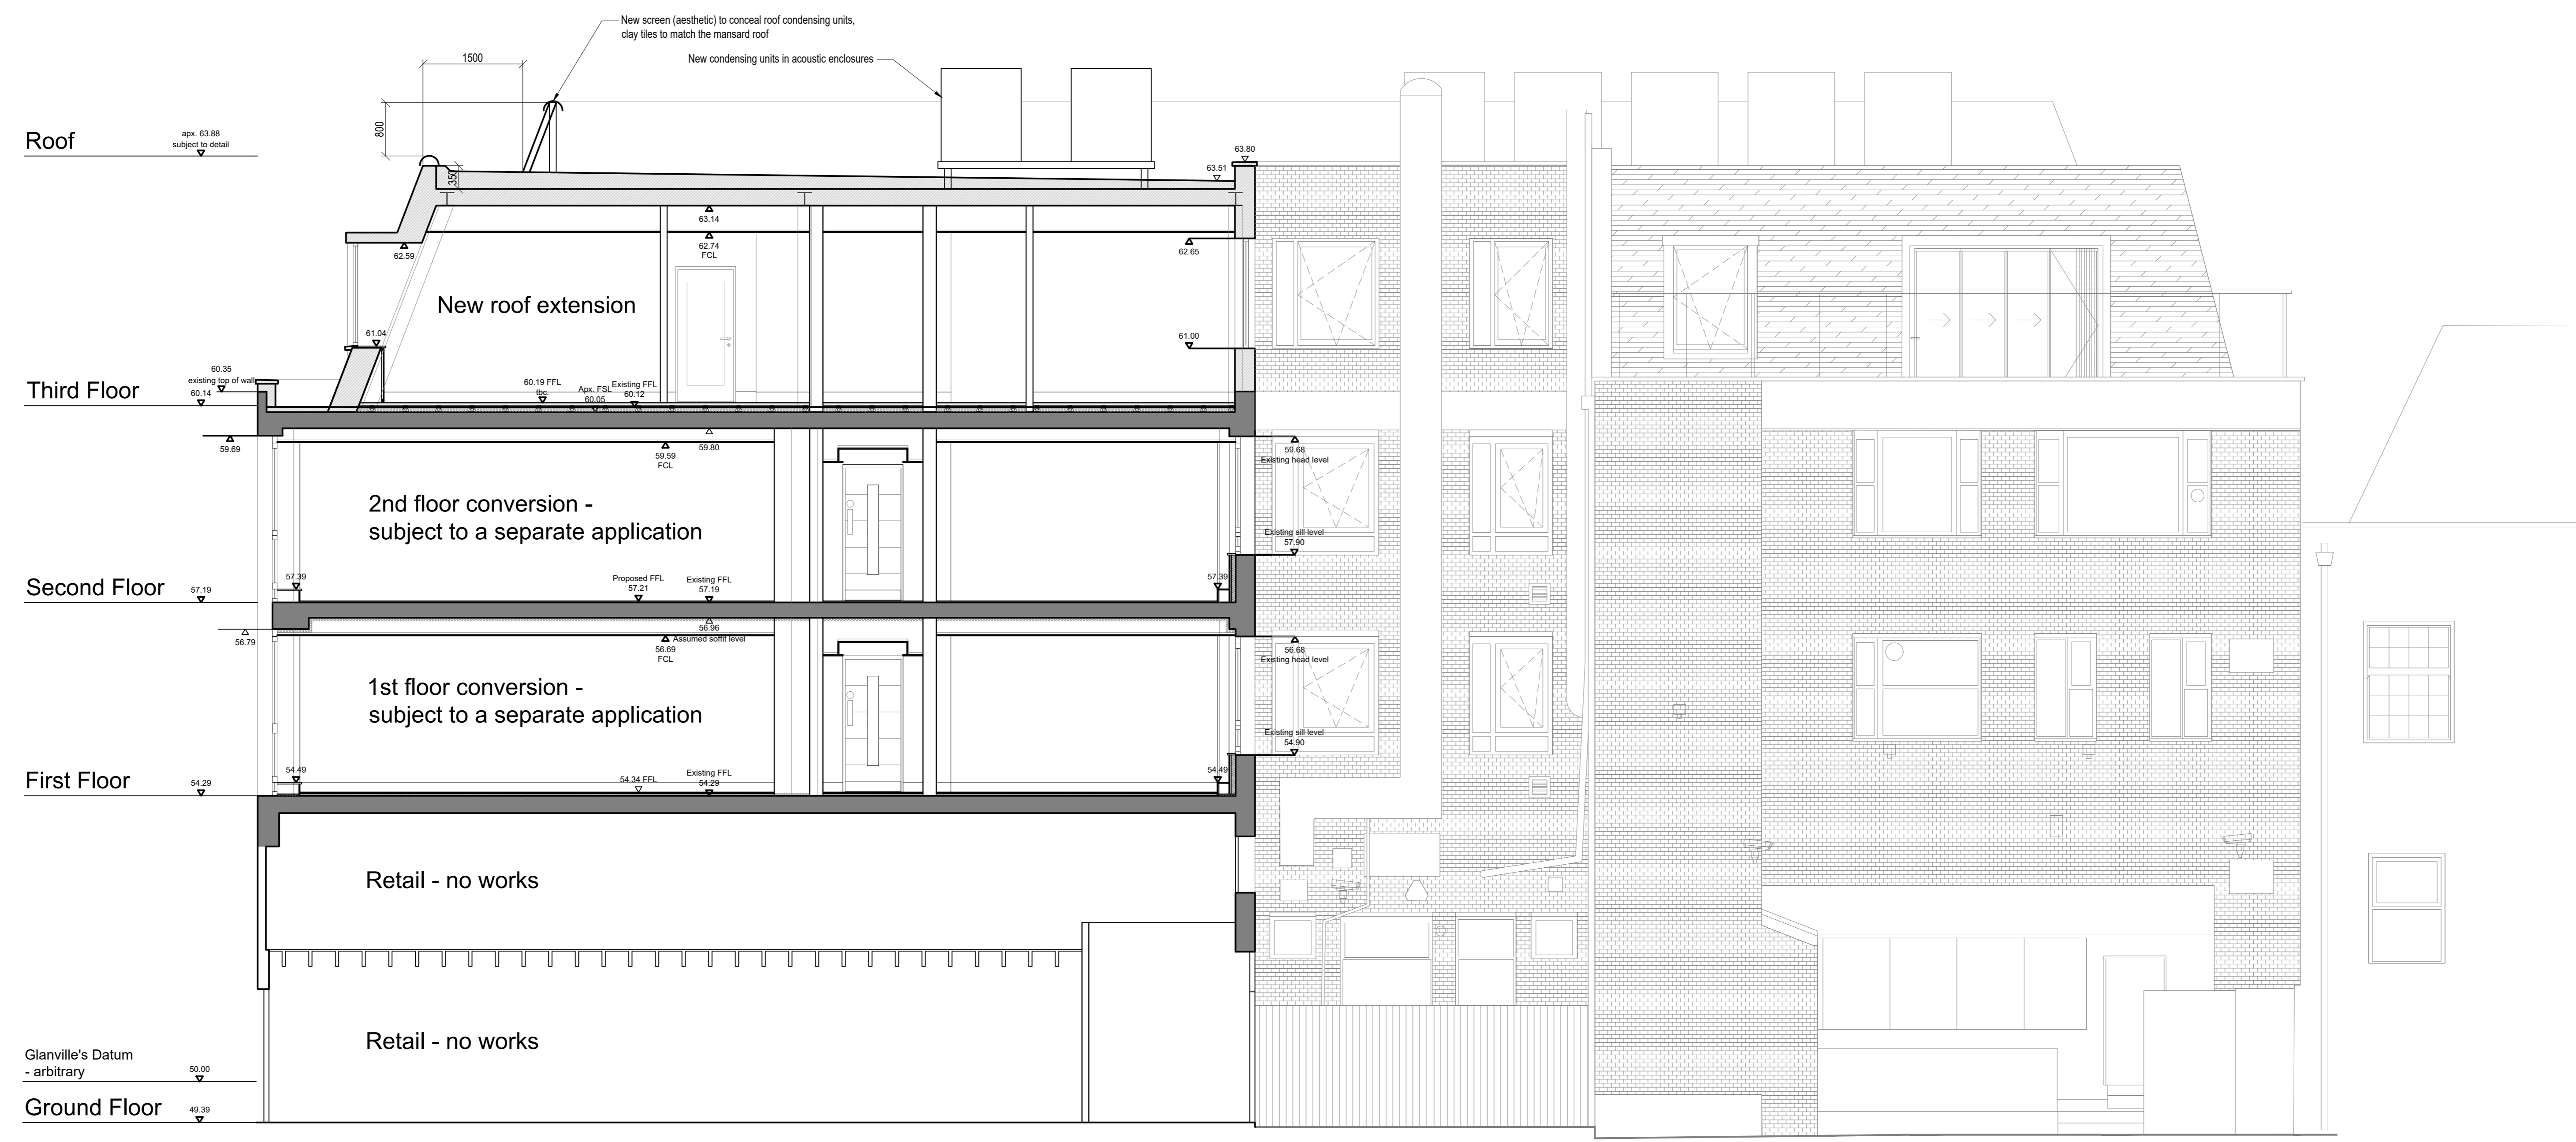 New screen (aesthetic) to conceal roof condensing units,
clay tiles to match the mansard roof
New condensing units in acoustic enclosures
1500
800
350
Roof
apx. 63.88
subject to detail
63.80
63.51
63.14
62.74
FCL
62.59
62.65
New roof extension
61.04
61.00
60.35
existing top of wall
Third Floor
60.14
60.19 FFL
tbc.
Apx. FSL
60.05
Existing FFL
60.12
59.69
59.59
FCL
59.80
59.68
Existing head level
2nd floor conversion -
subject to a separate application
Existing sill level
57.90
57.39
Proposed FFL
57.21
Existing FFL
57.19
57.39
Second Floor
57.19
56.79
56.96
Assumed soffit level
56.69
FCL
56.68
Existing head level
1st floor conversion -
subject to a separate application
Existing sill level
54.90
54.49
54.34 FFL
Existing FFL
54.29
54.49
First Floor
54.29
Retail - no works
Retail - no works
Glanville's Datum
- arbitrary
50.00
Ground Floor
49.39